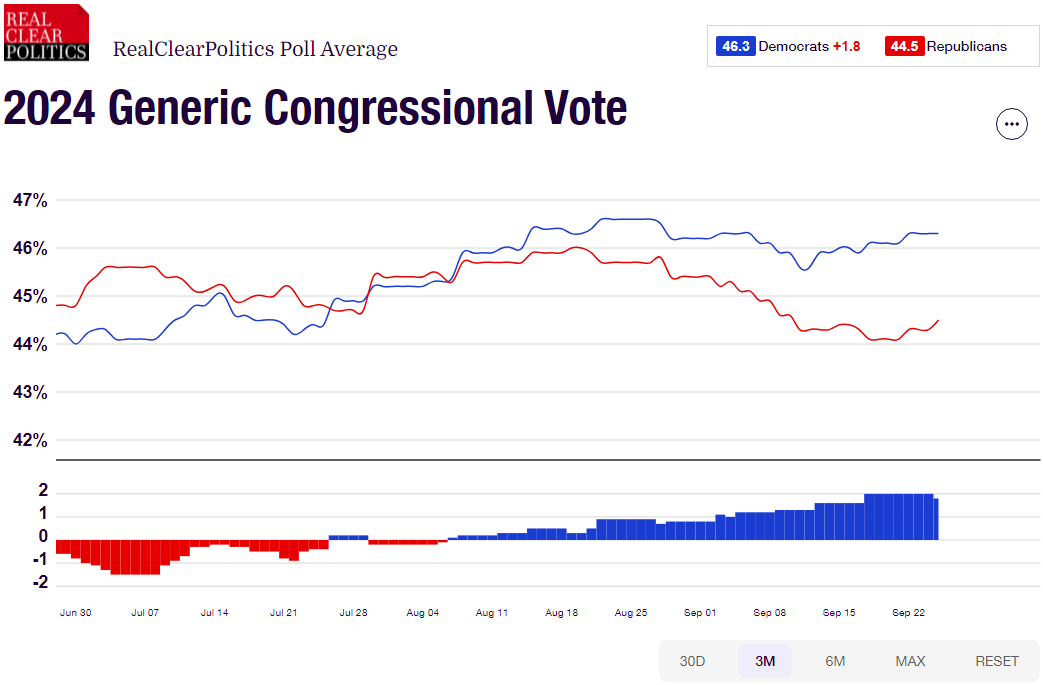 REAL
CLEAR
POLITICS
RealClearPolitics Poll Average
46.3 Democrats +1.8 44.5 Republicans
2024 Generic Congressional Vote
47%
46%
45%
44%
43%
42%
2
1
0
-1
-2
Jun 30 Jul 07 Jul 14 Jul 21 Jul 28 Aug 04 Aug 11 Aug 18 Aug 25 Sep 01 Sep 08 Sep 15 Sep 22
30D 3M 6M MAX RESET